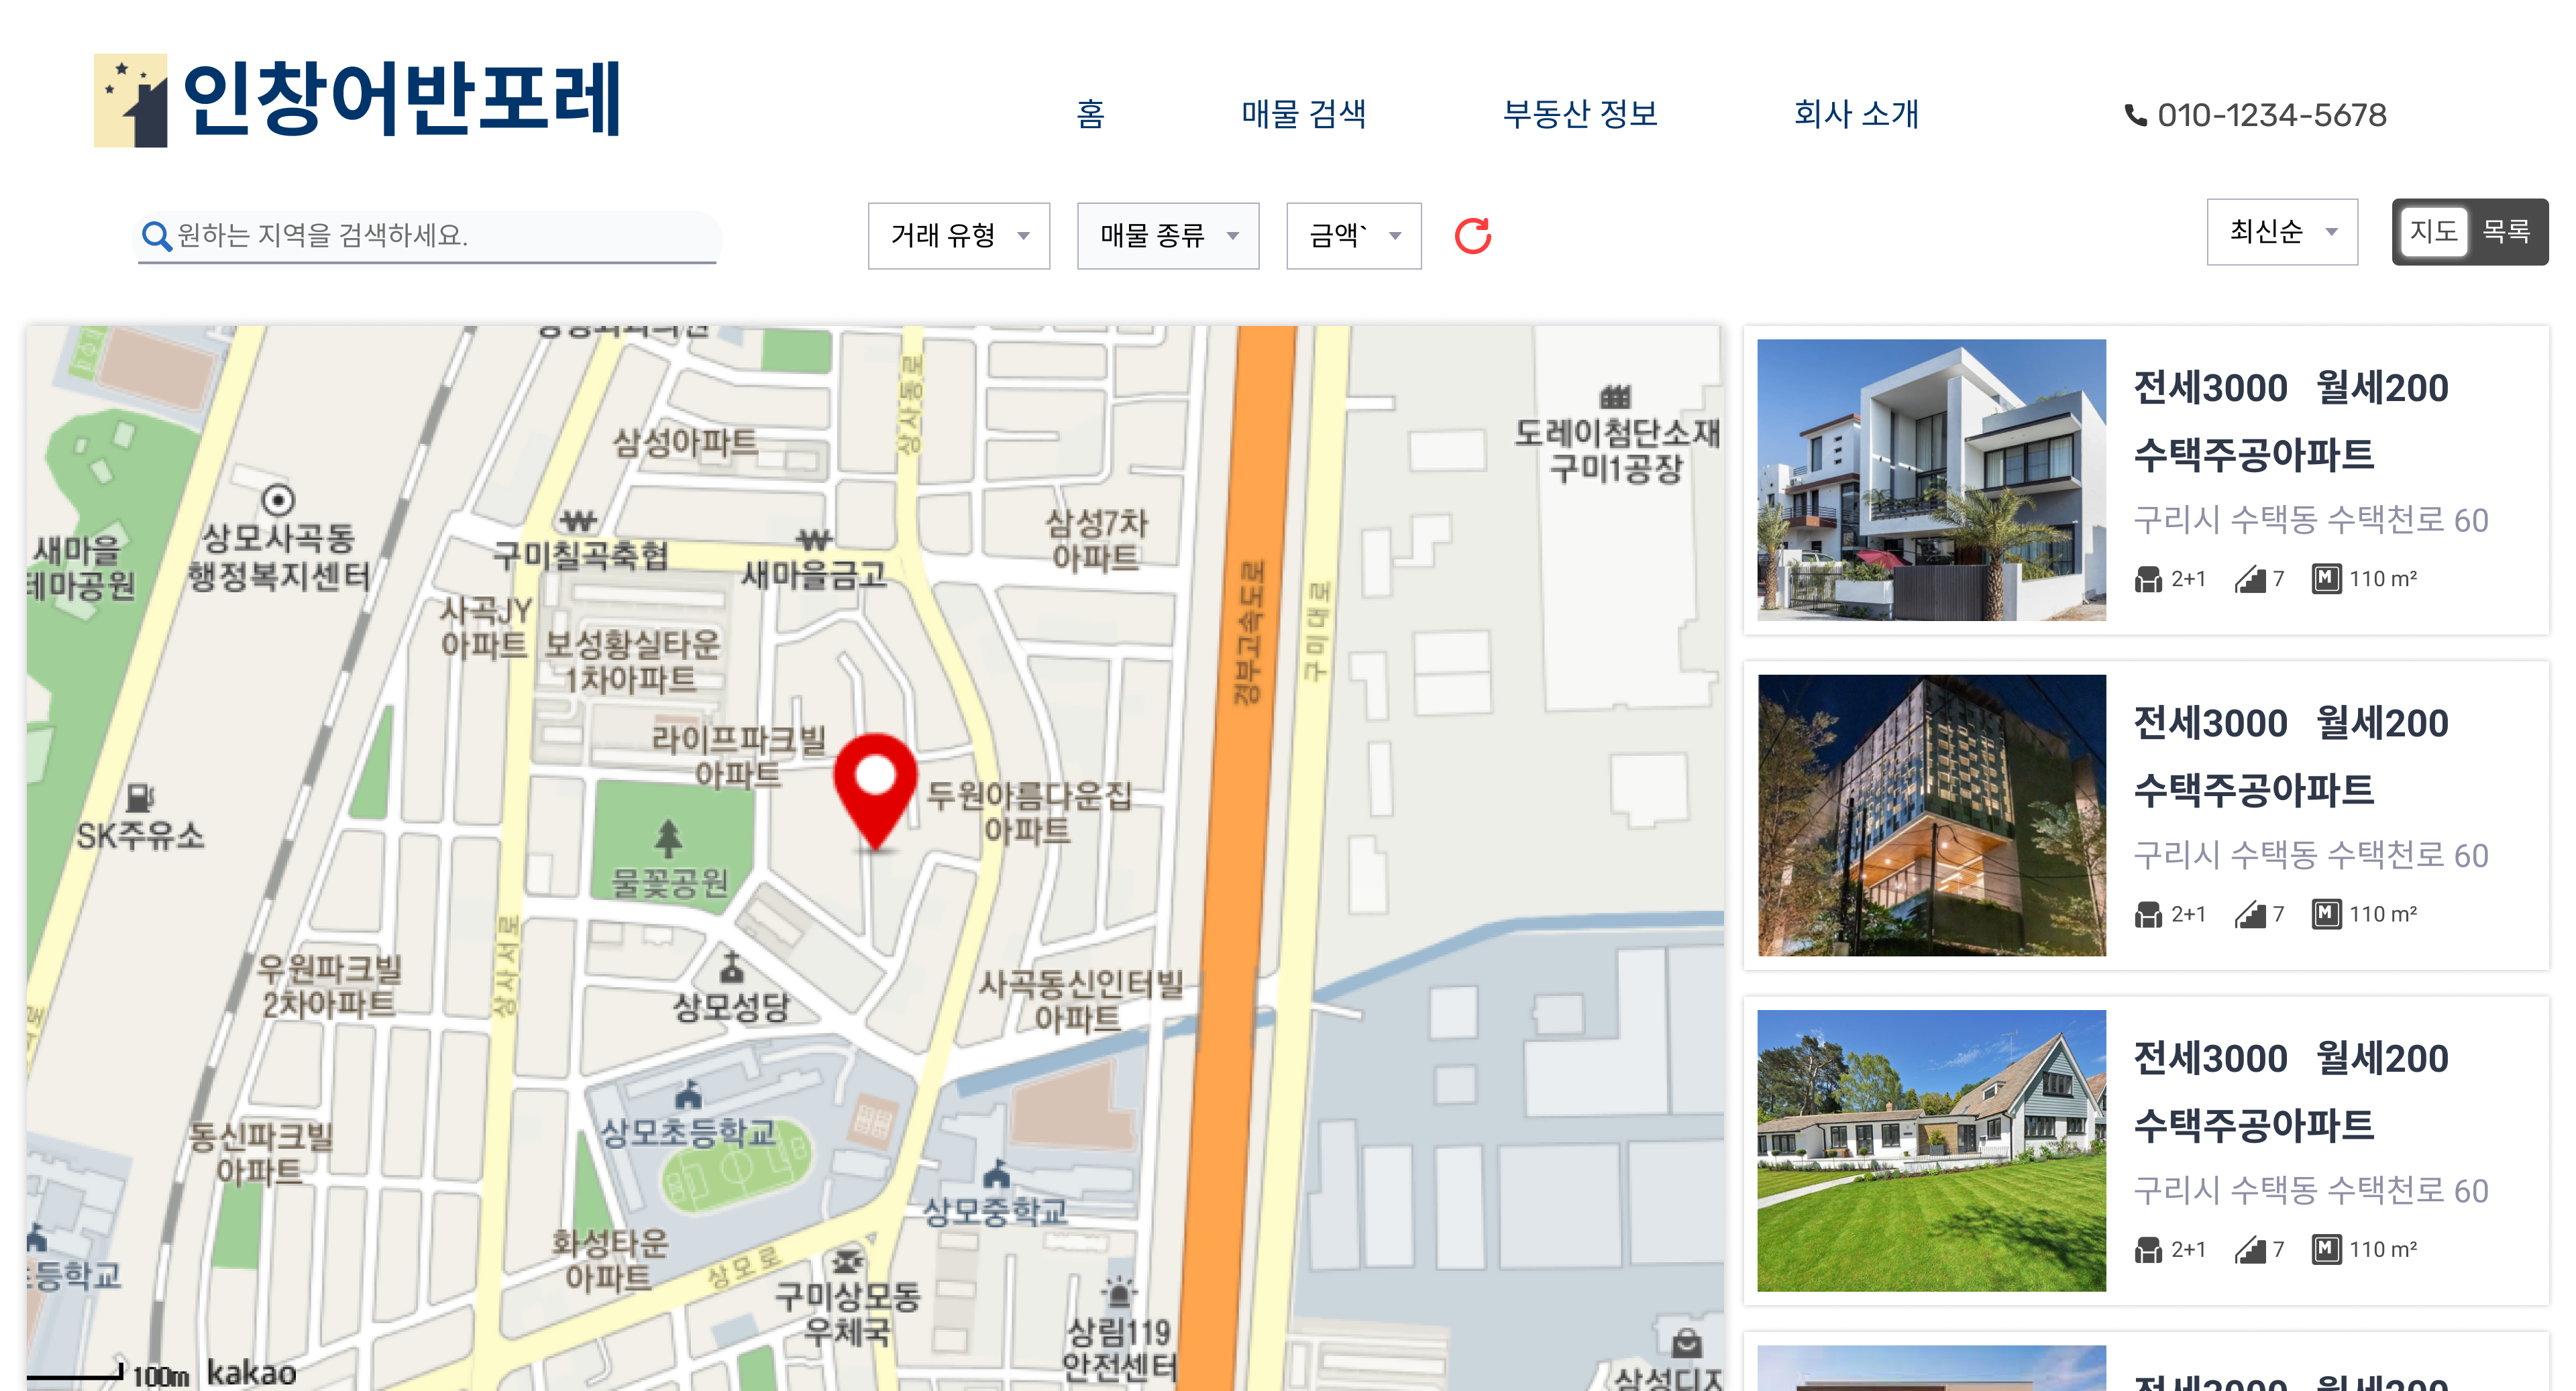 인창어반포레
홈
매물 검색
부동산 정보
회사 소개
010-1234-5678
원하는 지역을 검색하세요.
거래 유형
매물 종류
금액`
최신순
지도
목록
상사동로
삼성아파트
도레이첨단소재
구미1공장
삼성7차
아파트
새마을
테마공원
상모사곡동
행정복지센터
구미칠곡축협
새마을금고
사곡JY
아파트
보성황실타운
1차아파트
경부고속도로
구미대로
라이프파크빌
아파트
두원아름다운집
아파트
SK주유소
물꽃공원
상사서로
우원파크빌
2차아파트
상모성당
사곡동신인터빌
아파트
상모초등학교
동신파크빌
아파트
상모중학교
화성타운
아파트
상모로
초등학교
구미상모동
우체국
상림119
안전센터
삼성디지
100m
kakao
전세3000 월세200
수택주공아파트
구리시 수택동 수택천로 60
2+1 7 M 110 m²
전세3000 월세200
수택주공아파트
구리시 수택동 수택천로 60
2+1 7 M 110 m²
전세3000 월세200
수택주공아파트
구리시 수택동 수택천로 60
2+1 7 M 110 m²
전세3000 월세200